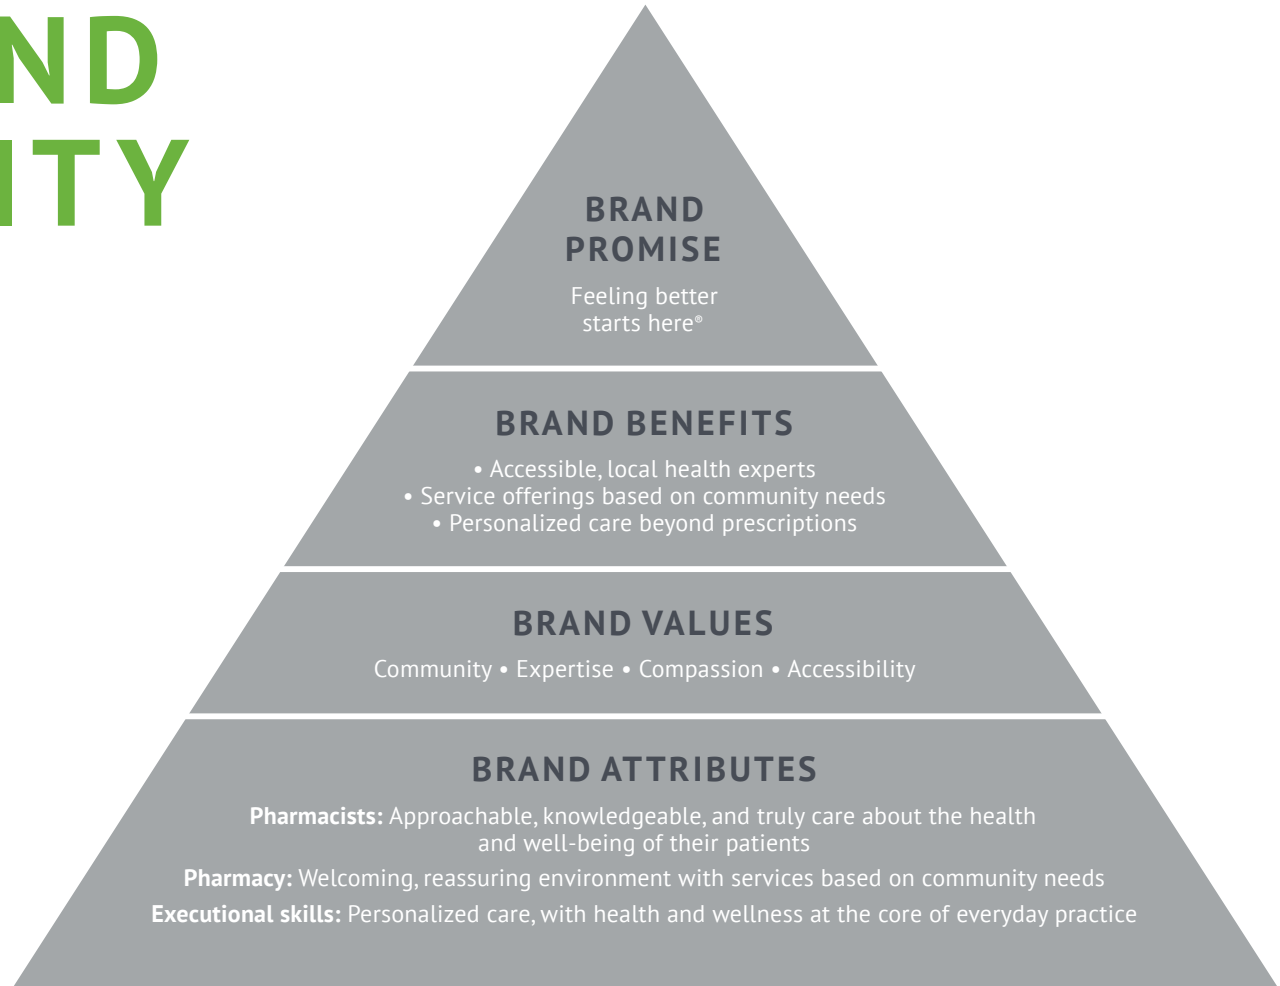 ND
ITY
BRAND
PROMISE
Feeling better
starts here®
BRAND BENEFITS
• Accessible, local health experts
• Service offerings based on community needs
• Personalized care beyond prescriptions
BRAND VALUES
Community • Expertise • Compassion • Accessibility
BRAND ATTRIBUTES
Pharmacists: Approachable, knowledgeable, and truly care about the health
and well-being of their patients
Pharmacy: Welcoming, reassuring environment with services based on community needs
Executional skills: Personalized care, with health and wellness at the core of everyday practice